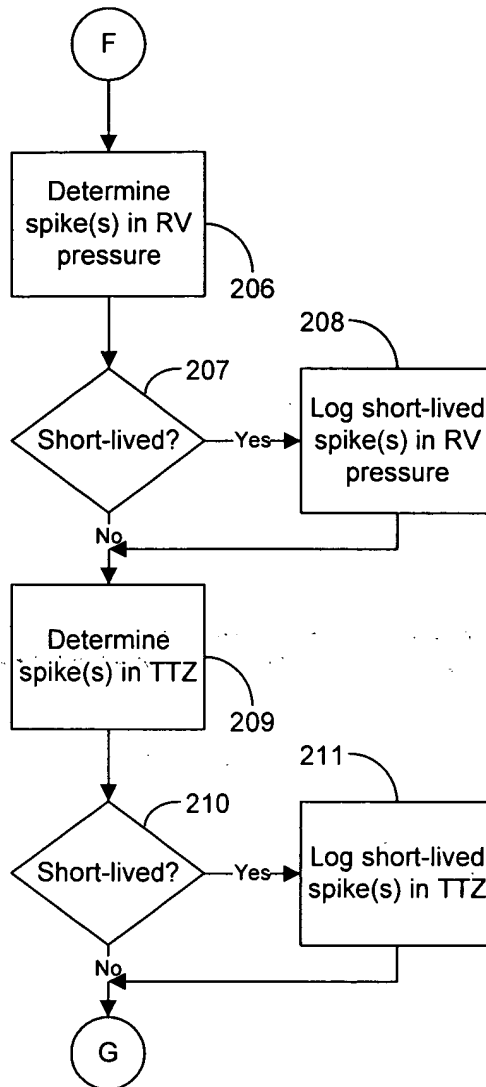 F
Determine
spike(s) in RV
pressure
206
207
208
Short-lived?
Yes
Log short-lived
spike(s) in RV
pressure
No
Determine
spike(s) in TTZ
209
210
211
Short-lived?
Yes
Log short-lived
spike(s) in TTZ
No
G